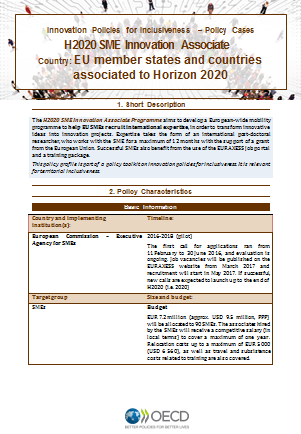 Innovation Policies for Inclusiveness – Policy Cases
H2020 SME Innovation Associate
Country: EU member states and countries
associated to Horizon 2020
1. Short Description
The H2020 SME Innovation Associate Programme aims to develop a European-wide mobility
programme to help EU SMEs recruit international expertise, in order to transform innovative
ideas into innovation projects. Expertise takes the form of an international post-doctoral
researcher, who works with the SME for a maximum of 12 months with the support of a grant
from the European Union. Successful SMEs also benefit from the use of the EURAXESS job portal
and a training package.
This policy profile is part of a policy toolkit on innovation policies for inclusiveness. It is relevant
for territorial inclusiveness
2. Policy Characteristics
Basic Information
Country and implementing
institution(s):
Timeline:
European Commission - Executive
Agency for SMEs
2016-2018 (pilot)
The first call for applications ran from
11 February to 30 June 2016, and evaluation is
ongoing. Job vacancies will be published on the
EURAXESS website from March 2017 and
recruitment will start in May 2017. If successful,
new calls are expected to launch up to the end of
H2020 (i.e. 2020)
Target group
Size and budget:
SMEs
Budget
EUR 7.2 million (approx. USD 9.5 million, PPP)
will be allocated to 90 SMEs. The associates hired
by the SMEs will receive a competitive salary (in
local terms) to cover a maximum of one year.
Relocation costs up to a maximum of EUR 5000
(USD 6 560), as well as travel and subsistence
costs related to training are also covered.
OECD
BETTER POLICIES FOR BETTER LIVES